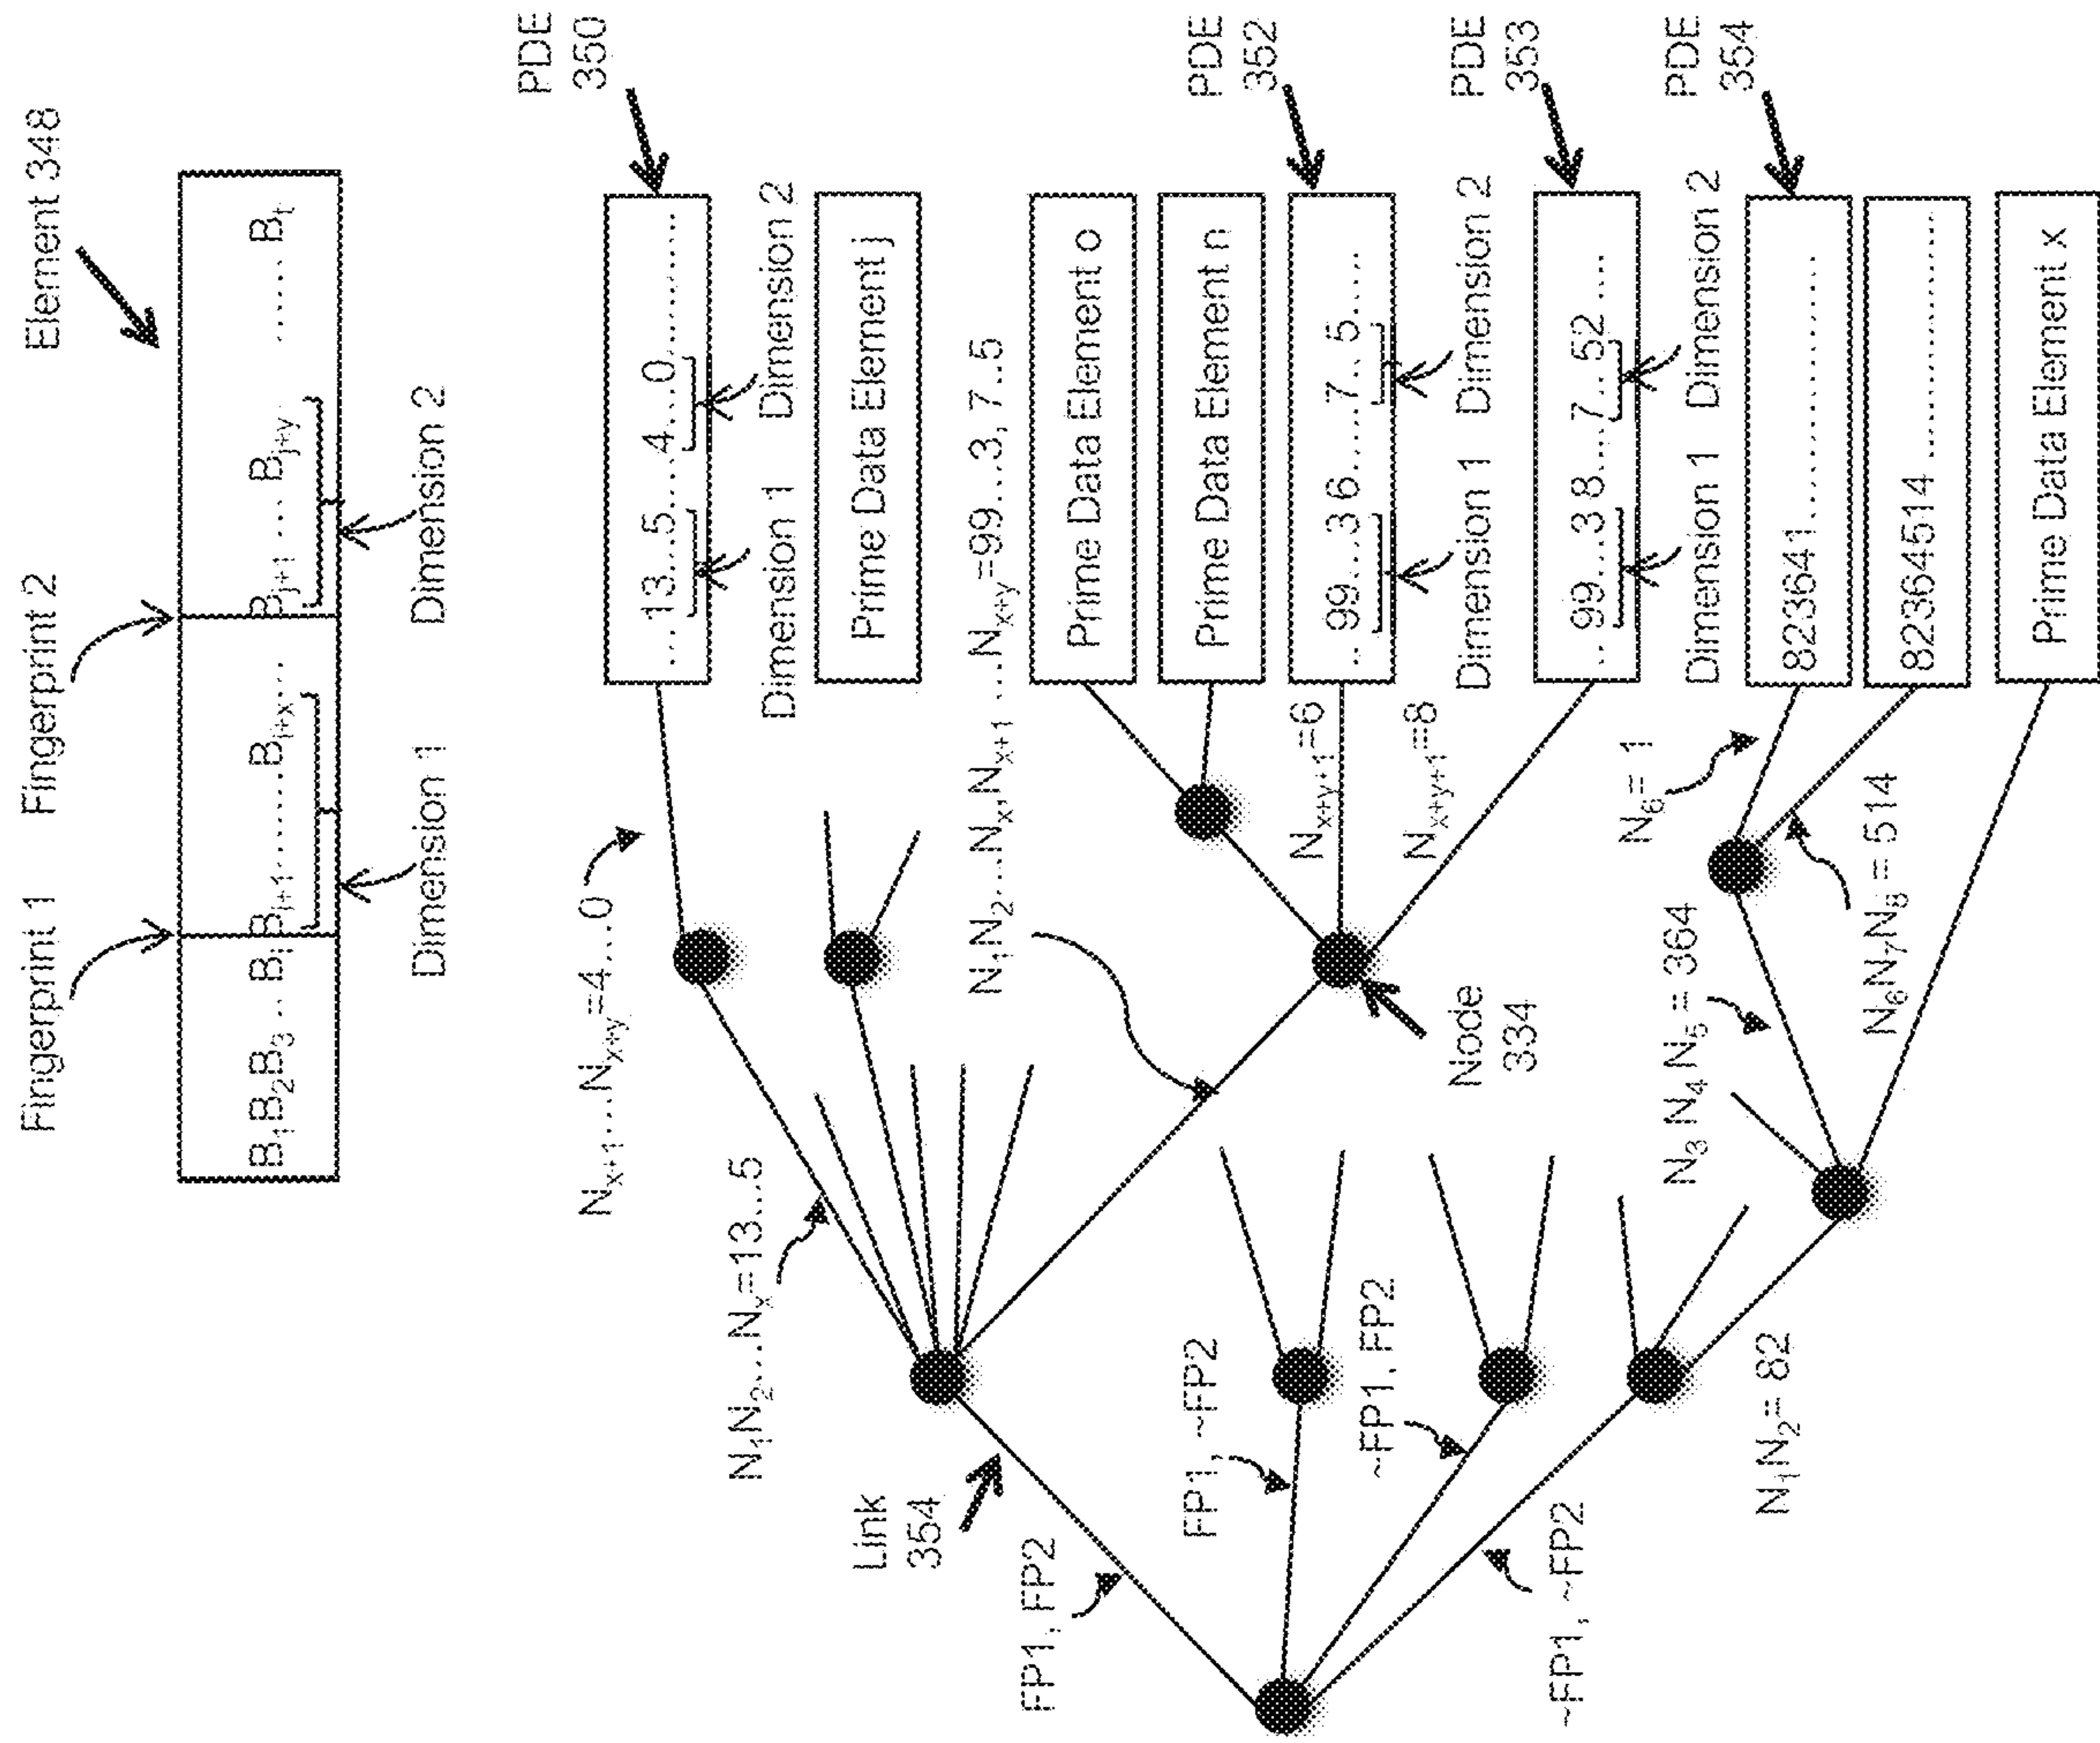 Fingerprint 1 Fingerprint 2 Element 348
B₁B₂B₃ ... Bᵢ Bᵢ₊₁.........Bᵢ₊ₓ... Bⱼ₊₁ .... Bⱼ₊ᵧ ...... Bₜ
Dimension 1 Dimension 2
PDE
350
Nₓ₊₁...Nₓ₊ᵧ=4...0
... 13...5....4...0..........
Dimension 1 Dimension 2
N₁N₂...Nₓ=13...5
Prime Data Element j
Link
354
N₁N₂...Nₓ,Nₓ₊₁ ...Nₓ₊ᵧ=99...3, 7..5
FP1, FP2
Prime Data Element o
Prime Data Element n
PDE
352
FP1, ~FP2
Nₓ₊ᵧ₊₁=6
.. 99...3 6.....7.. 5....
~FP1, FP2
Nₓ₊ᵧ₊₁=8
Dimension 1 Dimension 2
Node
334
PDE
353
~FP1, ~FP2
.. 99...3 8....7..52 ....
Dimension 1 Dimension 2
N₆= 1
PDE
354
N₃ N₄ N₅ = 364
N₁N₂= 82
823641..................
N₆N₇N₈ = 514
82364514 ................
Prime Data Element x